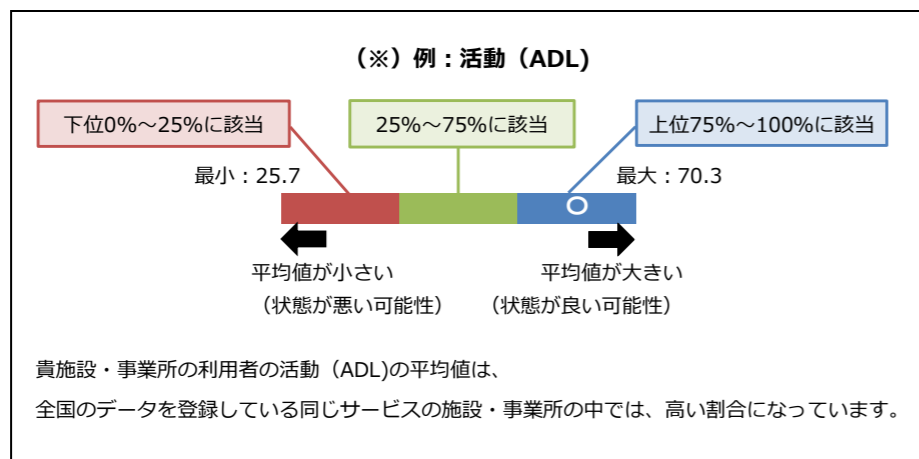 （※）例：活動（ADL)
下位0%～25%に該当
25%～75%に該当
上位75%～100%に該当
最小：25.7
最大：70.3
平均値が小さい
（状態が悪い可能性）
平均値が大きい
（状態が良い可能性）
貴施設・事業所の利用者の活動（ADL)の平均値は、
全国のデータを登録している同じサービスの施設・事業所の中では、高い割合になっています。